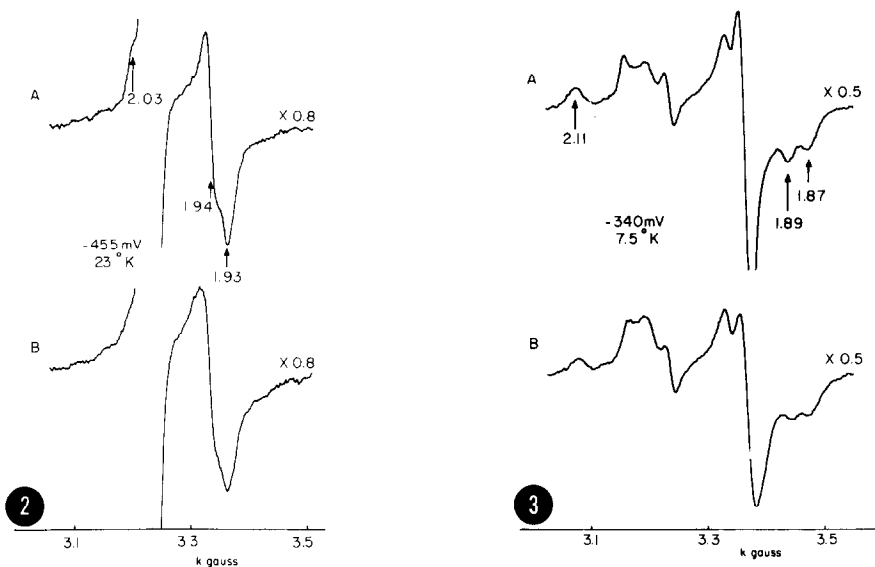 A
2.03
X 0.8
1.94
-455 mV
23 °K
1.93
B
X 0.8
2
3.1
3.3
3.5
k gauss
A
X 0.5
2.11
1.87
1.89
-340mV
7.5 °K
B
X 0.5
3
3.1
3.3
3.5
k gauss